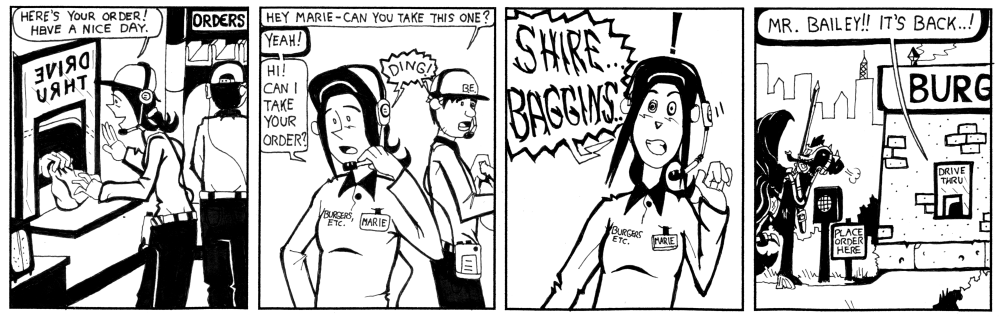 HERE'S YOUR ORDER!
HAVE A NICE DAY.
ORDERS
DRIVE
THRU
HEY MARIE-CAN YOU TAKE THIS ONE?
YEAH!
HI!
CAN I
TAKE
YOUR
ORDER?
DING!
B.E.
BURGERS,
ETC.
MARIE
!
SHIRE...
BAGGINS...
BURGERS
ETC.
MARIE
MR. BAILEY!! IT'S BACK..!
BURG
DRIVE
THRU
PLACE
ORDER
HERE